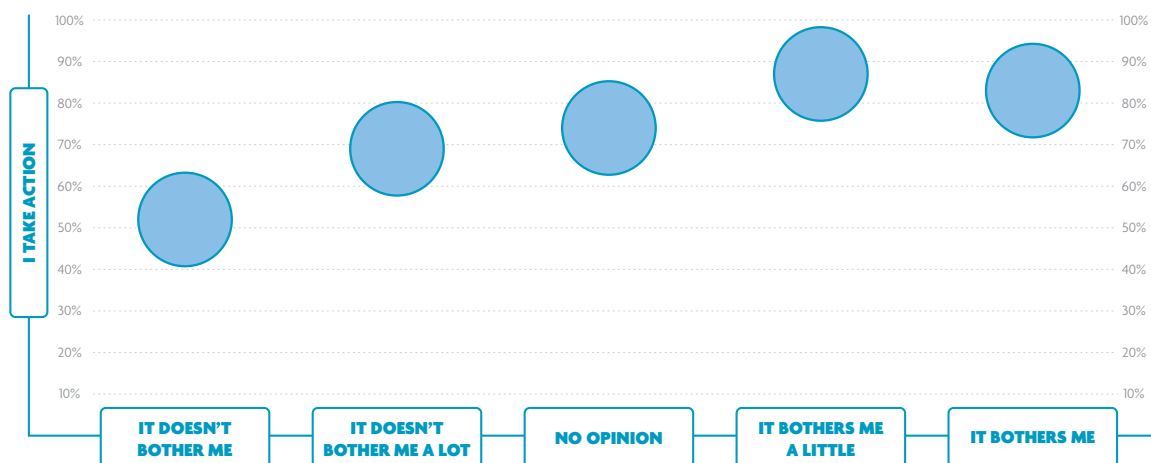 100% 100%
90% 90%
80% 80%
70% 70%
I TAKE ACTION
60% 60%
50% 50%
40% 40%
30% 30%
20% 20%
10% 10%
IT DOESN'T
BOTHER ME
IT DOESN'T
BOTHER ME A LOT
NO OPINION
IT BOTHERS ME
A LITTLE
IT BOTHERS ME